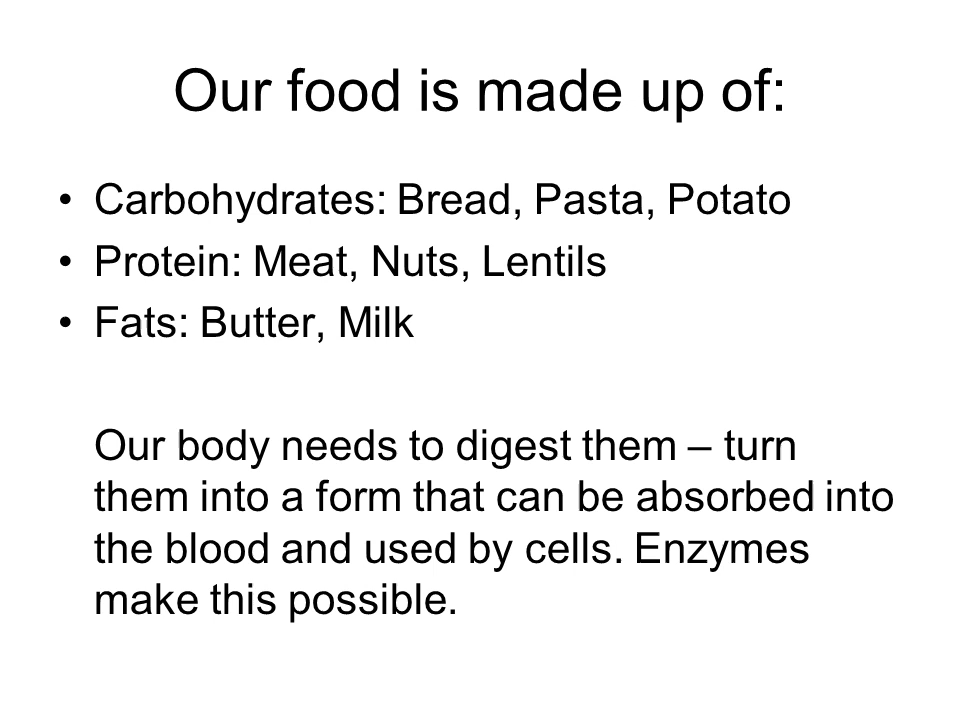 Our food is made up of:
• Carbohydrates: Bread, Pasta, Potato
• Protein: Meat, Nuts, Lentils
• Fats: Butter, Milk
Our body needs to digest them – turn
them into a form that can be absorbed into
the blood and used by cells. Enzymes
make this possible.